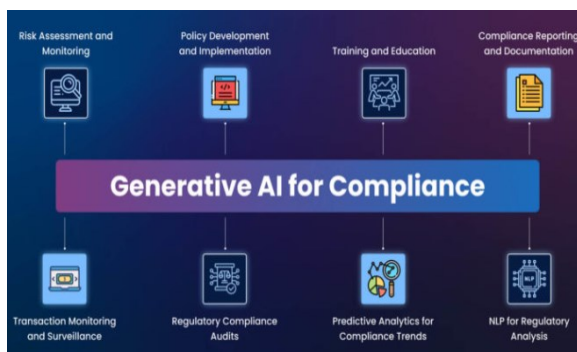 Risk Assessment and
Monitoring
Policy Development
and Implementation
Training and Education
Compliance Reporting
and Documentation
Generative AI for Compliance
Transaction Monitoring
and Surveillance
Regulatory Compliance
Audits
Predictive Analytics for
Compliance Trends
NLP
NLP for Regulatory
Analysis